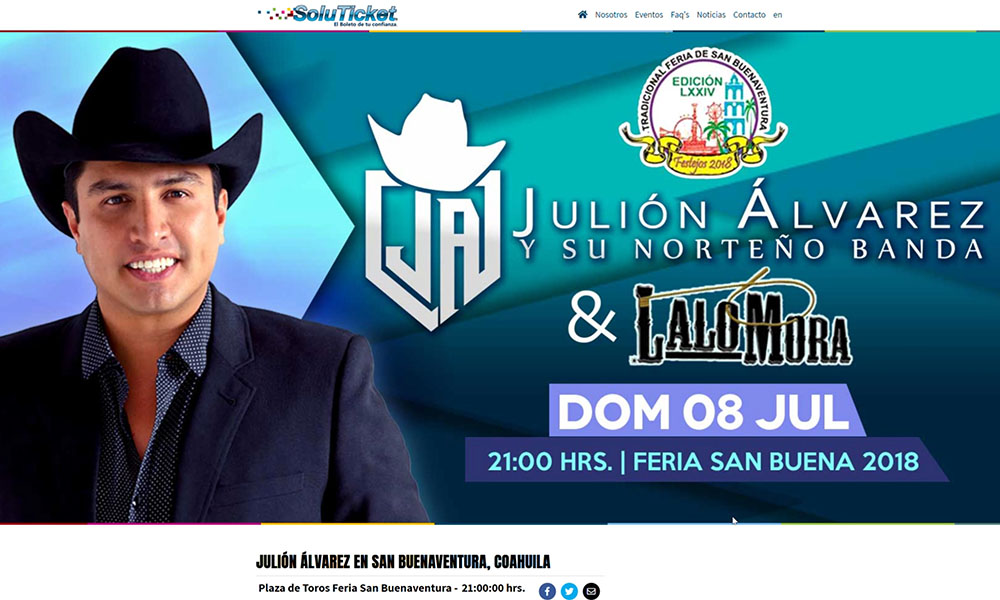 SoluTicket
El Boleto de tu confianza.
Nosotros Eventos Faq's Noticias Contacto en
TRADICIONAL FERIA DE SAN BUENAVENTURA
EDICIÓN
LXXIV
Festejos 2018
JA
JULIÓN ÁLVAREZ
Y SU NORTEÑO BANDA
& LALO MORA
DOM 08 JUL
21:00 HRS. | FERIA SAN BUENA 2018
JULIÓN ÁLVAREZ EN SAN BUENAVENTURA, COAHUILA
Plaza de Toros Feria San Buenaventura - 21:00:00 hrs.